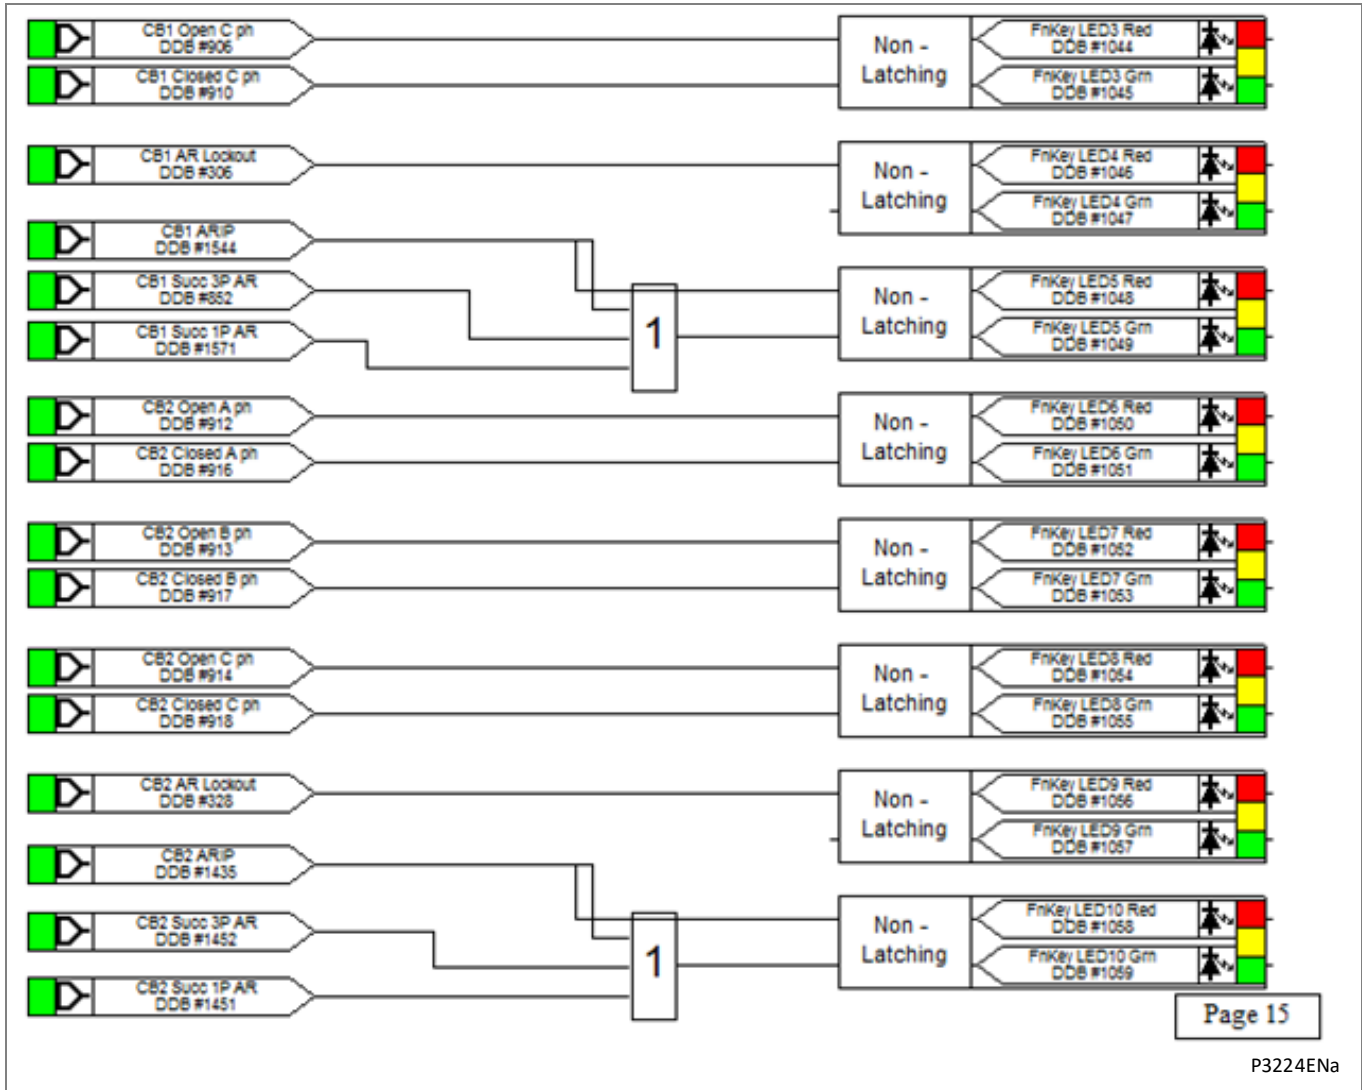 CB1 Open C ph
DDB #906
CB1 Closed C ph
DDB #910
Non -
Latching
FnKey LED3 Red
DDB #1044
FnKey LED3 Grn
DDB #1045
CB1 AR Lockout
DDB #306
Non -
Latching
FnKey LED4 Red
DDB #1046
FnKey LED4 Grn
DDB #1047
CB1 ARIP
DDB #1544
CB1 Succ 3P AR
DDB #852
CB1 Succ 1P AR
DDB #1571
1
Non -
Latching
FnKey LED5 Red
DDB #1048
FnKey LED5 Grn
DDB #1049
CB2 Open A ph
DDB #912
CB2 Closed A ph
DDB #916
Non -
Latching
FnKey LED6 Red
DDB #1050
FnKey LED6 Grn
DDB #1051
CB2 Open B ph
DDB #913
CB2 Closed B ph
DDB #917
Non -
Latching
FnKey LED7 Red
DDB #1052
FnKey LED7 Grn
DDB #1053
CB2 Open C ph
DDB #914
CB2 Closed C ph
DDB #918
Non -
Latching
FnKey LED8 Red
DDB #1054
FnKey LED8 Grn
DDB #1055
CB2 AR Lockout
DDB #328
Non -
Latching
FnKey LED9 Red
DDB #1056
FnKey LED9 Grn
DDB #1057
CB2 ARIP
DDB #1435
CB2 Succ 3P AR
DDB #1452
CB2 Succ 1P AR
DDB #1451
1
Non -
Latching
FnKey LED10 Red
DDB #1058
FnKey LED10 Grn
DDB #1059
Page 15
P3224ENa